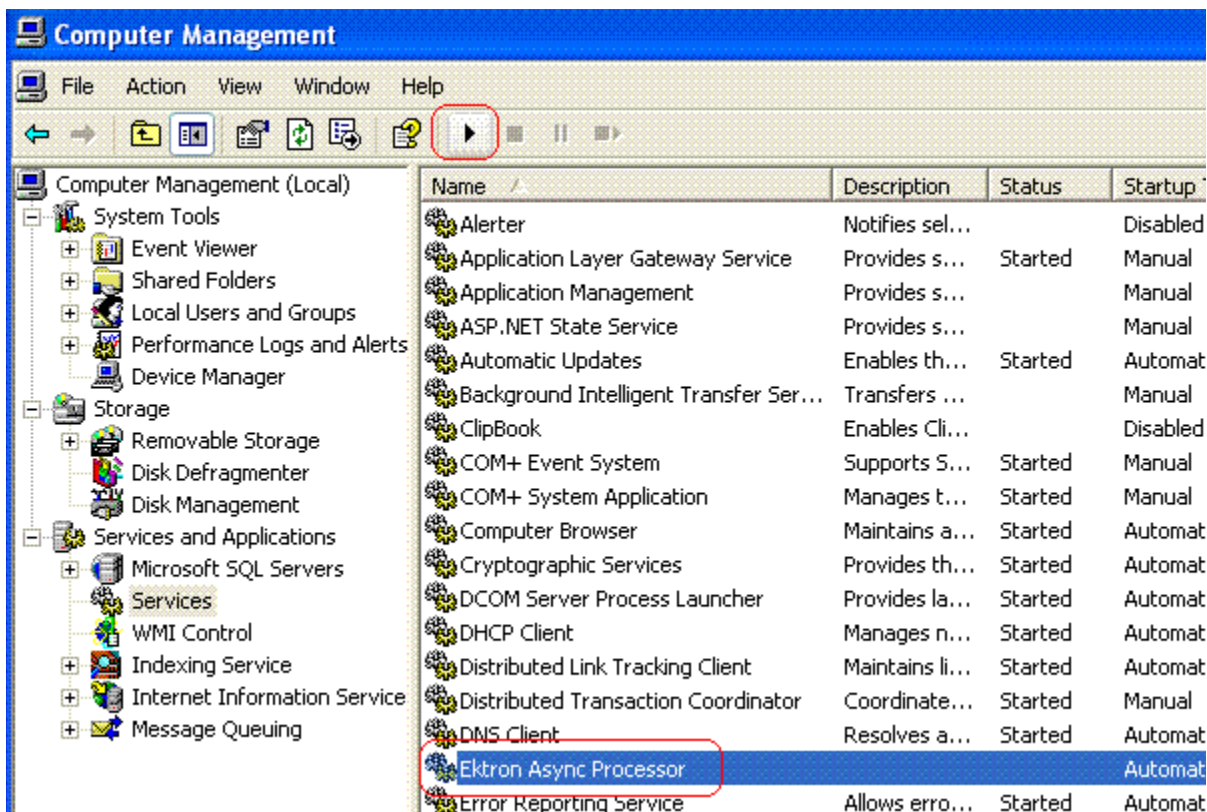 Computer Management
File Action View Window Help
Computer Management (Local)
System Tools
Event Viewer
Shared Folders
Local Users and Groups
Performance Logs and Alerts
Device Manager
Storage
Removable Storage
Disk Defragmenter
Disk Management
Services and Applications
Microsoft SQL Servers
Services
WMI Control
Indexing Service
Internet Information Service
Message Queuing
Name Description Status Startup
Alerter Notifies sel... Disabled
Application Layer Gateway Service Provides s... Started Manual
Application Management Provides s... Manual
ASP.NET State Service Provides s... Manual
Automatic Updates Enables th... Started Automat
Background Intelligent Transfer Ser... Transfers ... Manual
ClipBook Enables Cli... Disabled
COM+ Event System Supports S... Started Manual
COM+ System Application Manages t... Started Manual
Computer Browser Maintains a... Started Automat
Cryptographic Services Provides th... Started Automat
DCOM Server Process Launcher Provides la... Started Automat
DHCP Client Manages n... Started Automat
Distributed Link Tracking Client Maintains li... Started Automat
Distributed Transaction Coordinator Coordinate... Started Manual
DNS Client Resolves a... Started Automat
Ektron Async Processor Automat
Error Reporting Service Allows erro... Started Automat